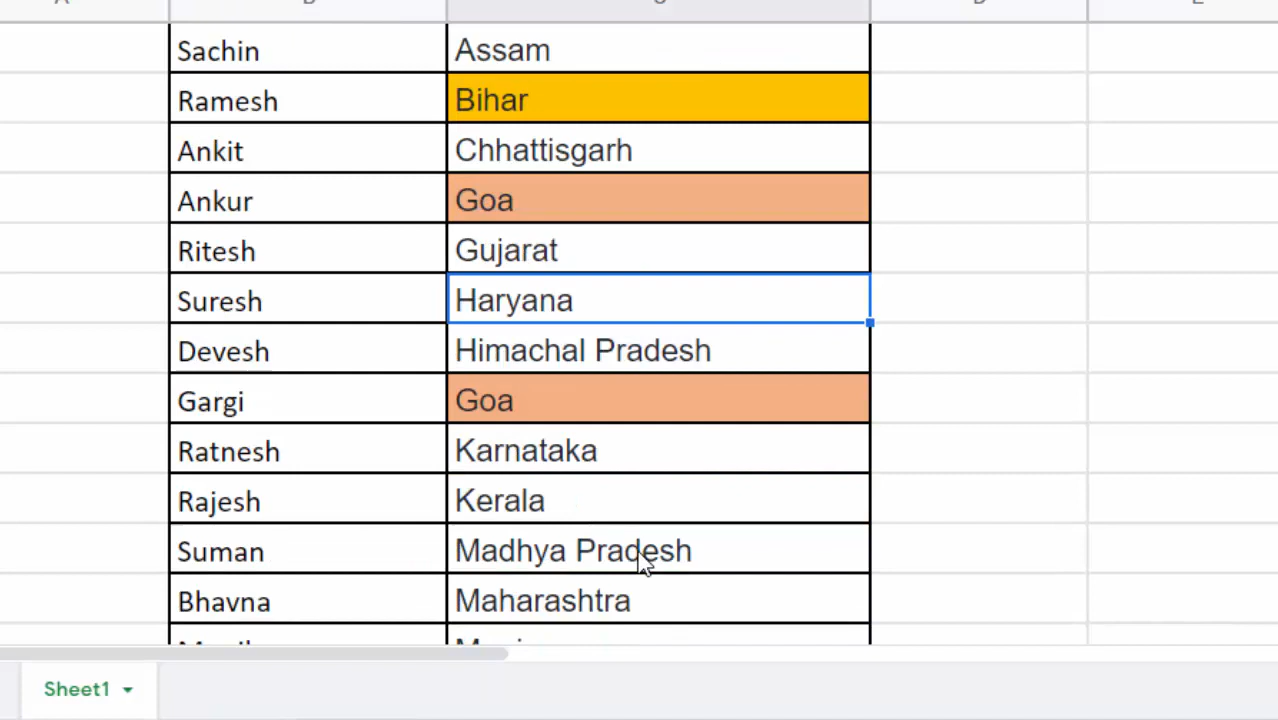 Sachin Assam
Ramesh Bihar
Ankit Chhattisgarh
Ankur Goa
Ritesh Gujarat
Suresh Haryana
Devesh Himachal Pradesh
Gargi Goa
Ratnesh Karnataka
Rajesh Kerala
Suman Madhya Pradesh
Bhavna Maharashtra
Sheet1